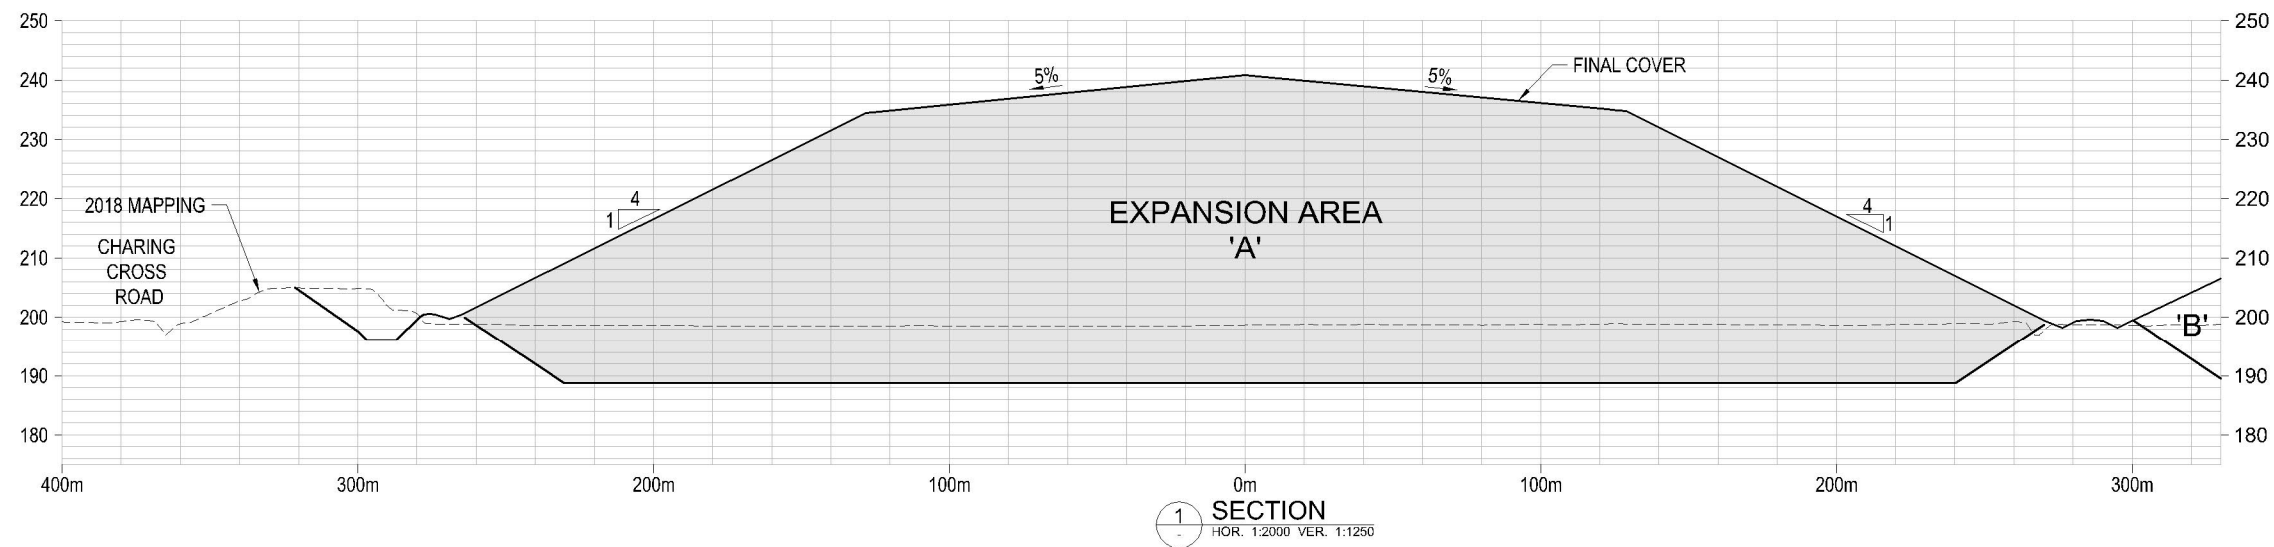 250
240
230
220
210
200
190
180
250
240
230
220
210
200
190
180
5%
5%
FINAL COVER
1
4
4
1
2018 MAPPING
CHARING
CROSS
ROAD
EXPANSION AREA
'A'
'B'
400m
300m
200m
100m
0m
100m
200m
300m
1
-
SECTION
HOR. 1:2000 VER. 1:1250